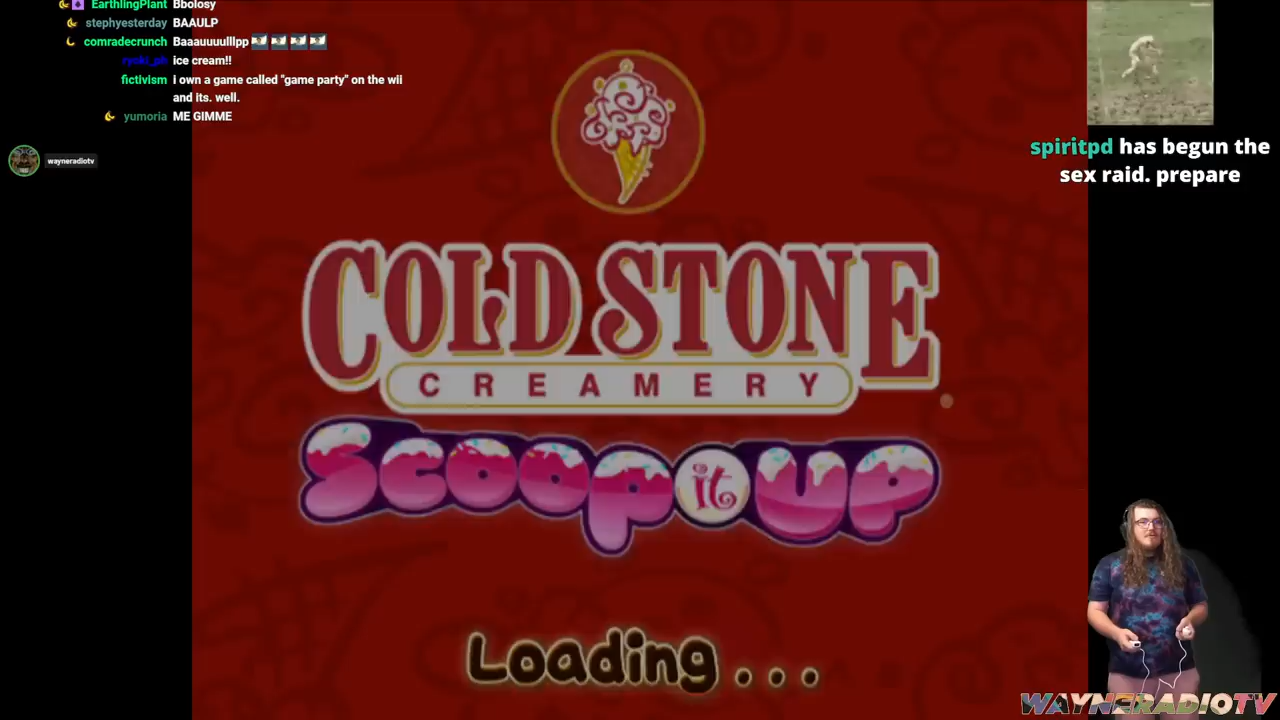 EarthlingPlant Bbolosy
stephyesterday BAAULP
comradecrunch Baaauuuulllpp
ryoki_pb ice cream!!
fictivism i own a game called "game party" on the wii
and its. well.
yumoria ME GIMME
wayneradiotv
spiritpd has begun the
sex raid. prepare
COLD STONE
CREAMERY
Scoop it UP
Loading...
WAYNERADIOTV